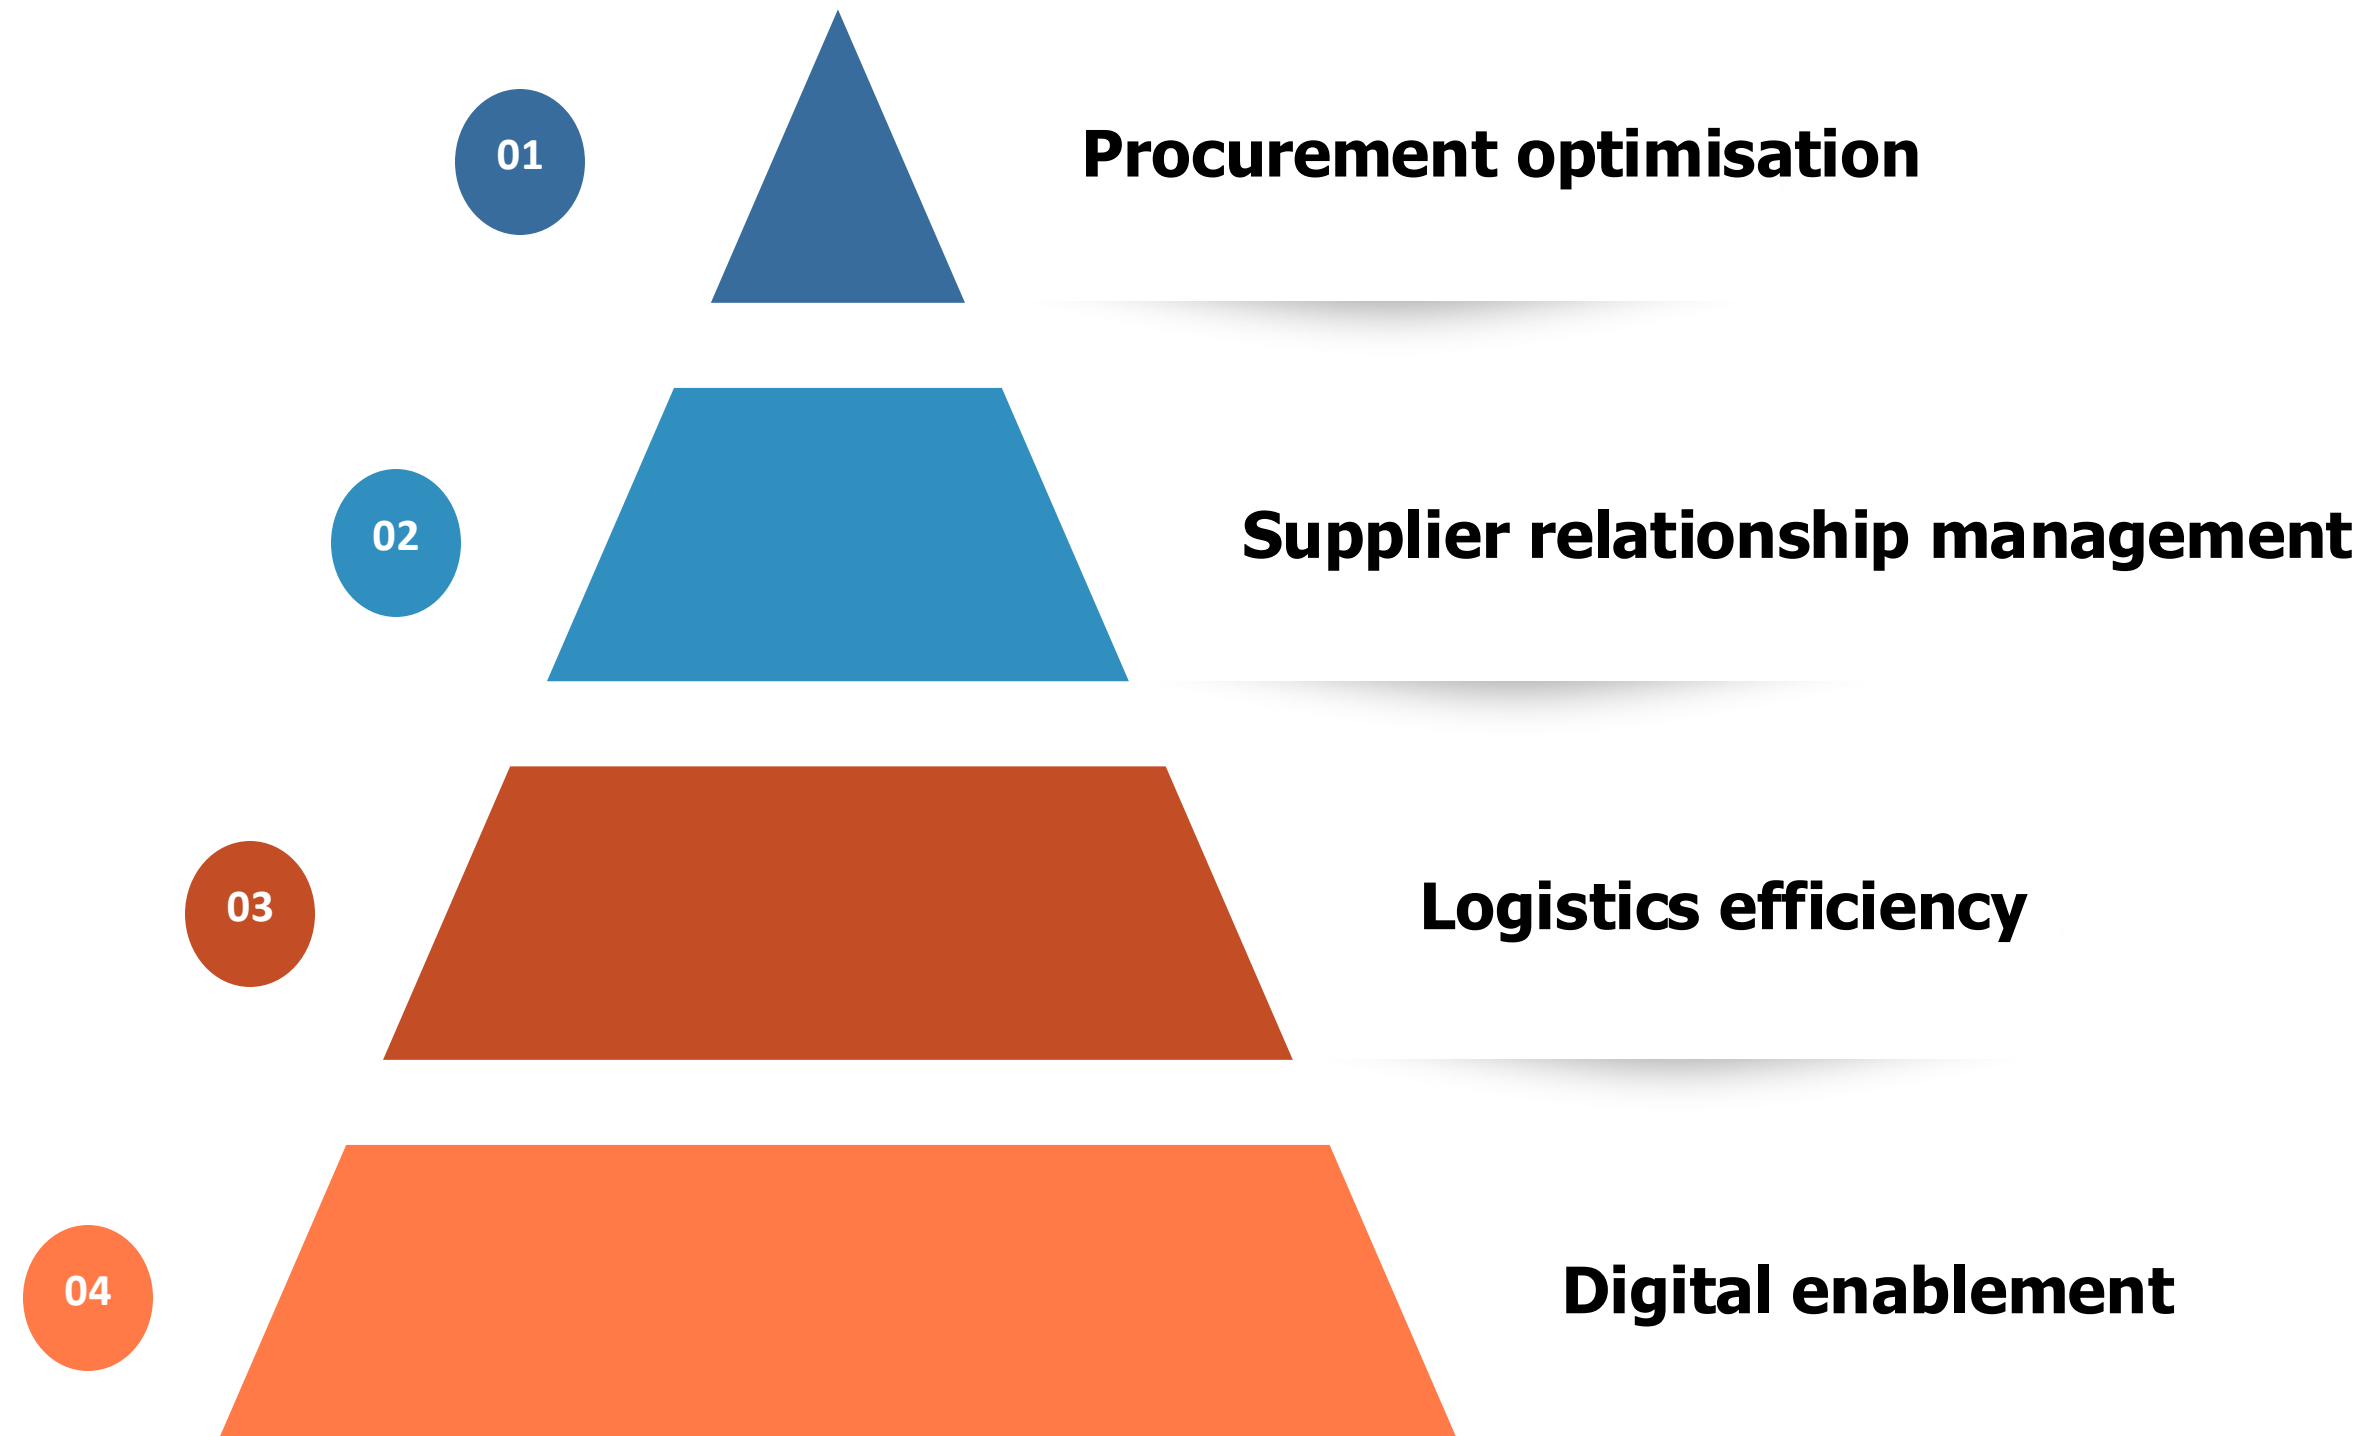 01
Procurement optimisation
02
Supplier relationship management
03
Logistics efficiency
04
Digital enablement